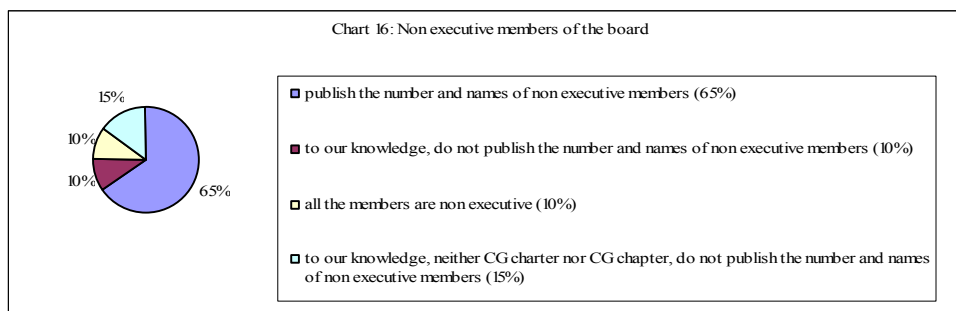 Chart 16: Non executive members of the board
15%
10%
10%
65%
publish the number and names of non executive members (65%)
to our knowledge, do not publish the number and names of non executive members (10%)
all the members are non executive (10%)
to our knowledge, neither CG charter nor CG chapter, do not publish the number and names
of non executive members (15%)